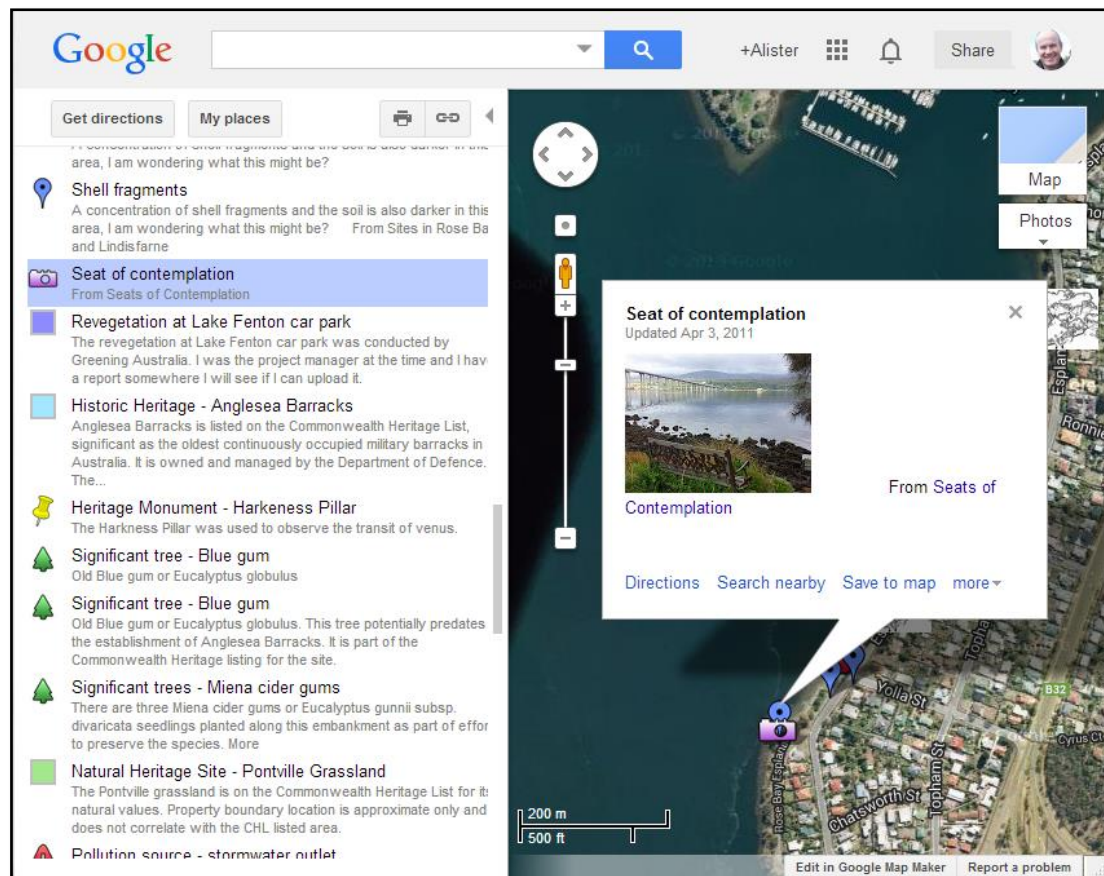 Google
+Alister
Share
Get directions
My places
area, I am wondering what this might be?
Shell fragments
A concentration of shell fragments and the soil is also darker in this
area, I am wondering what this might be? From Sites in Rose Ba
and Lindisfarne
Seat of contemplation
From Seats of Contemplation
Revegetation at Lake Fenton car park
The revegetation at Lake Fenton car park was conducted by
Greening Australia. I was the project manager at the time and I have
a report somewhere I will see if I can upload it.
Historic Heritage - Anglesea Barracks
Anglesea Barracks is listed on the Commonwealth Heritage List,
significant as the oldest continuously occupied military barracks in
Australia. It is owned and managed by the Department of Defence.
The...
Heritage Monument - Harkeness Pillar
The Harkness Pillar was used to observe the transit of venus.
Significant tree - Blue gum
Old Blue gum or Eucalyptus globulus
Significant tree - Blue gum
Old Blue gum or Eucalyptus globulus. This tree potentially predates
the establishment of Anglesea Barracks. It is part of the
Commonwealth Heritage listing for the site.
Significant trees - Miena cider gums
There are three Miena cider gums or Eucalyptus gunnii subsp.
divaricata seedlings planted along this embankment as part of effor
to preserve the species. More
Natural Heritage Site - Pontville Grassland
The Pontville grassland is on the Commonwealth Heritage List for its
natural values. Property boundary location is approximate only and
does not correlate with the CHL listed area.
Pollution source - stormwater outlet
Map
Photos
Seat of contemplation
Updated Apr 3, 2011
From Seats of
Contemplation
Directions Search nearby Save to map more
Esplan
Ronnie
Yolla St
Topham
B32
Cyrus Ct
Topham St
Rose Bay Esplana
Chatsworth St
200 m
500 ft
Edit in Google Map Maker
Report a problem